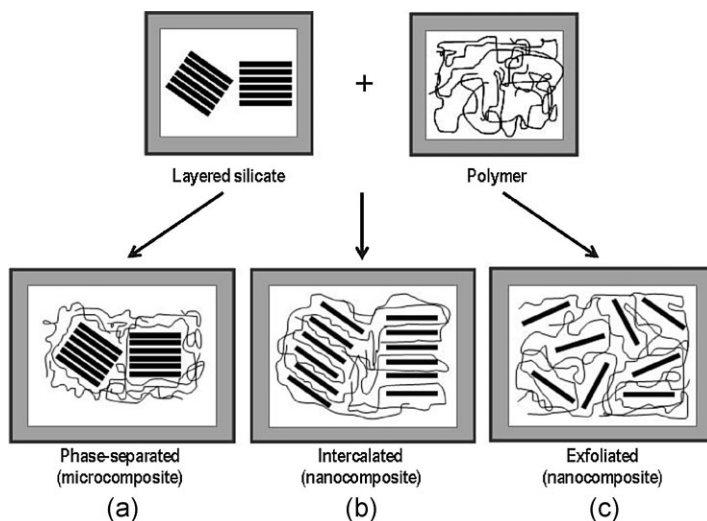 +
Layered silicate
Polymer
Phase-separated
(microcomposite)
Intercalated
(nanocomposite)
Exfoliated
(nanocomposite)
(a)
(b)
(c)